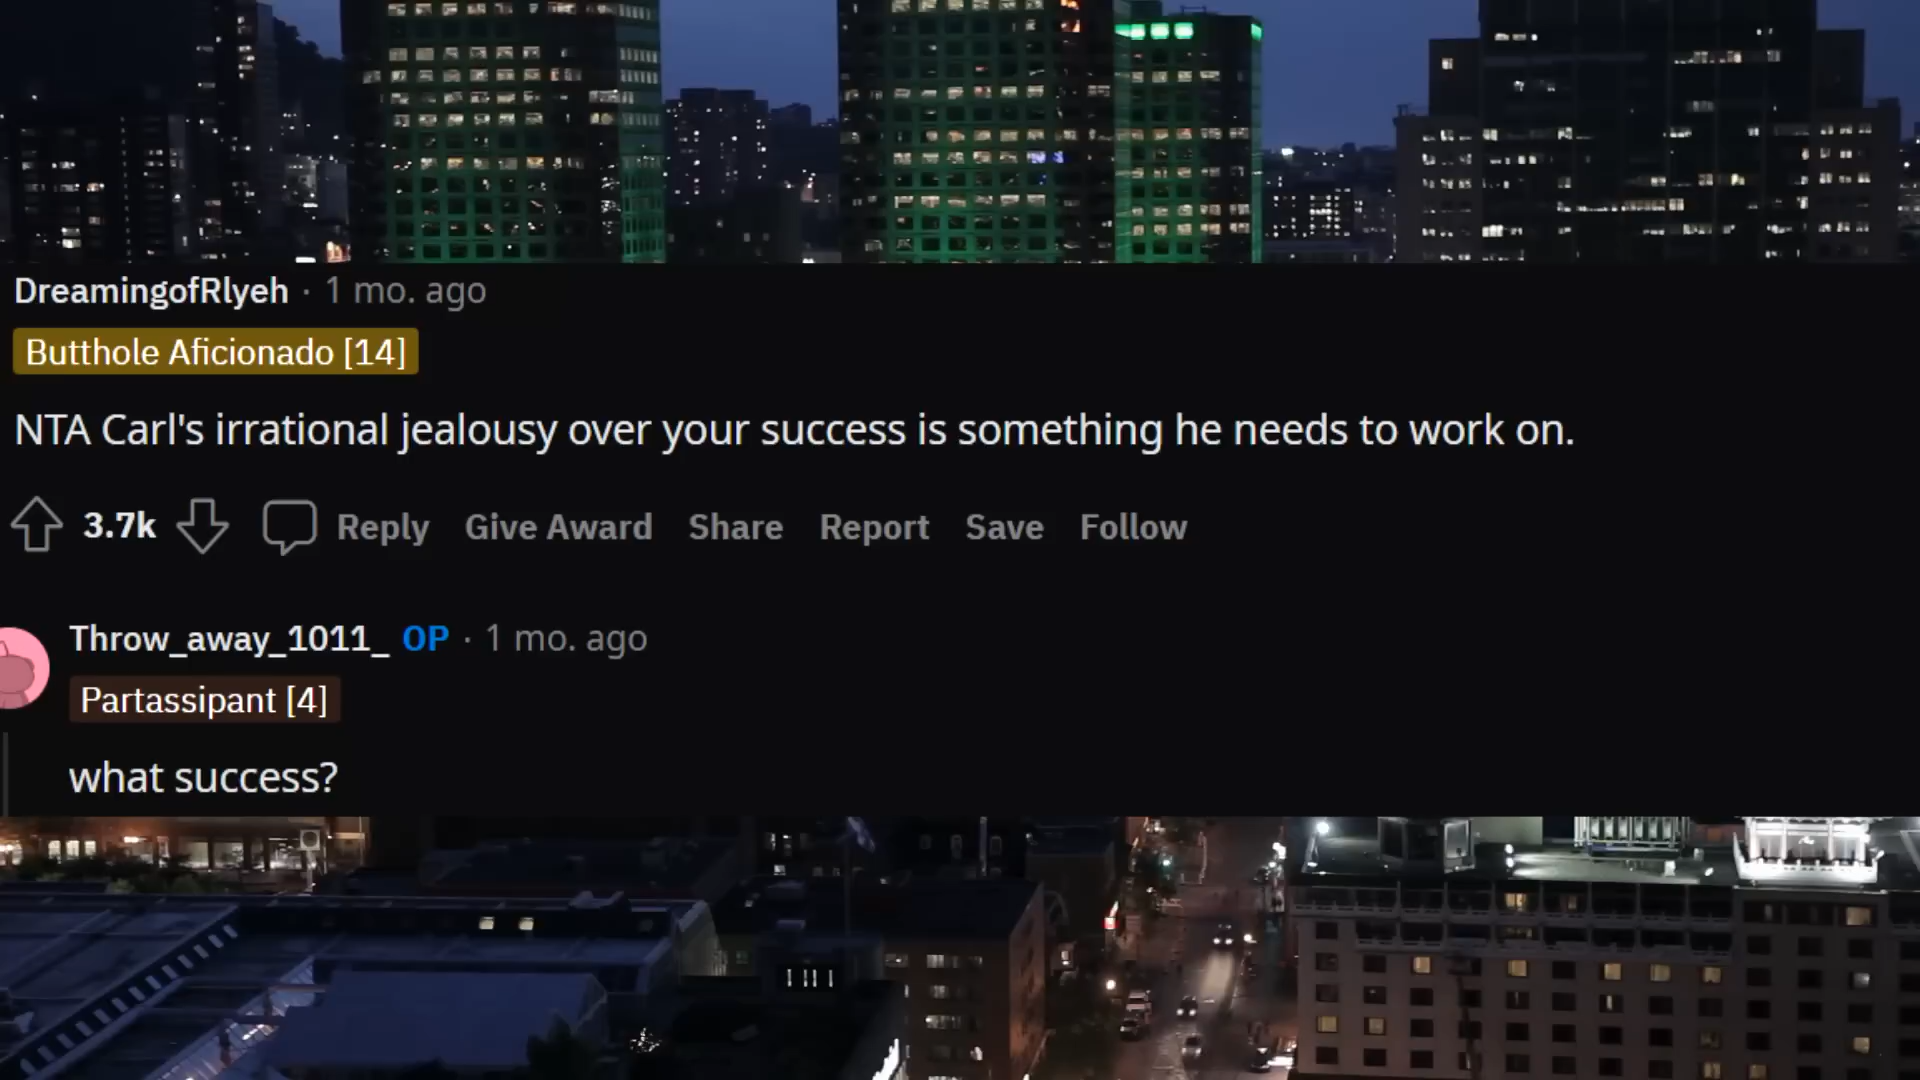 DreamingofRlyeh · 1 mo. ago
Butthole Aficionado [14]
NTA Carl's irrational jealousy over your success is something he needs to work on.
3.7k Reply Give Award Share Report Save Follow
Throw_away_1011_ OP · 1 mo. ago
Partassipant [4]
what success?